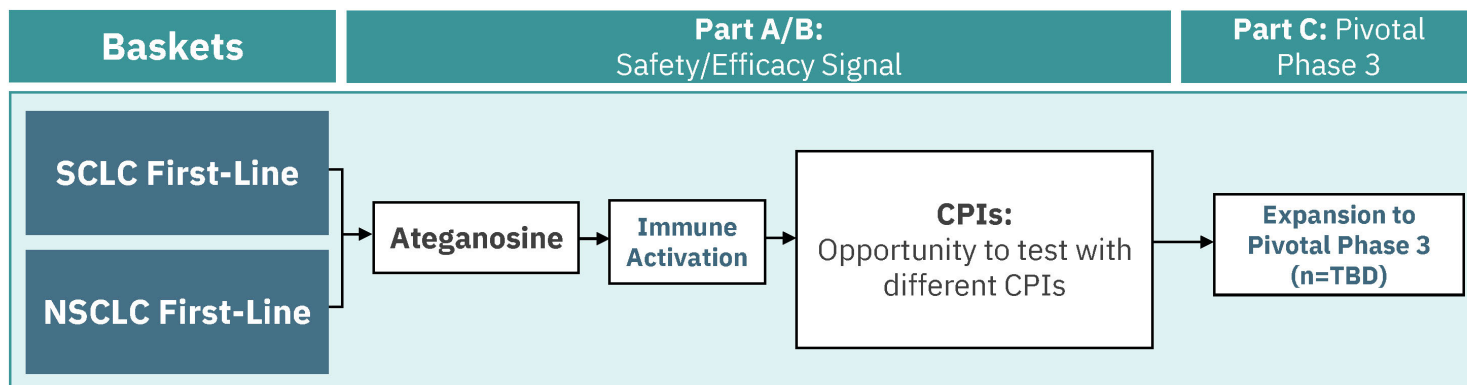 Baskets
Part A/B:
Safety/Efficacy Signal
Part C: Pivotal
Phase 3
SCLC First-Line
NSCLC First-Line
Ateganosine
Immune
Activation
CPIs:
Opportunity to test with
different CPIs
Expansion to
Pivotal Phase 3
(n=TBD)